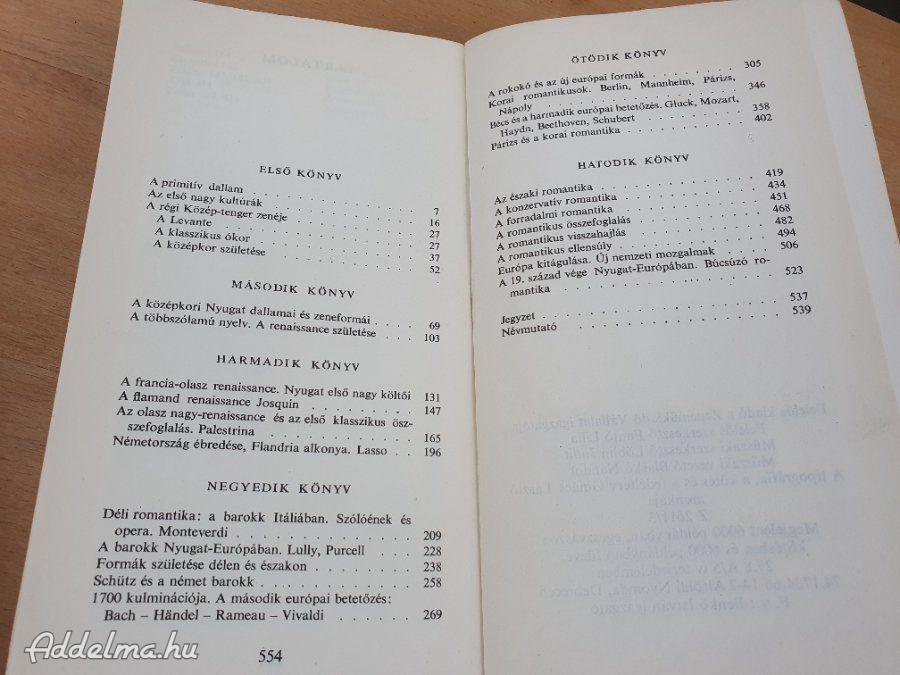 ELSŐ KÖNYV
A primitív dallam . . . . . . . . . . . . 7
Az első nagy kultúrák . . . . . . . . . . . . 16
A régi Közép-tenger zenéje . . . . . . . . . . 27
A Levante . . . . . . . . . . . . 27
A klasszikus ókor . . . . . . . . . . . . 37
A középkor születése . . . . . . . . . . 52
MÁSODIK KÖNYV
A középkori Nyugat dallamai és zeneformái . . . . 69
A többszólamú nyelv. A renaissance születése . . . 103
HARMADIK KÖNYV
A francia-olasz renaissance. Nyugat első nagy költői 131
A flamand renaissance Josquin . . . . . . . . 147
Az olasz nagy-renaissance és az első klasszikus ösz-
szefoglalás. Palestrina . . . . . . . . . . 165
Németország ébredése, Flandria alkonya. Lasso . . . 196
NEGYEDIK KÖNYV
Déli romantika: a barokk Itáliában. Szólóének és
opera. Monteverdi . . . . . . . . . . 209
A barokk Nyugat-Európában. Lully, Purcell . . . . 228
Formák születése délen és északon . . . . . . . 238
Schütz és a német barokk . . . . . . . . . . 258
1700 kulminációja. A második európai betetőzés:
Bach – Händel – Rameau – Vivaldi . . . . . . 269
554
ÖTÖDIK KÖNYV
A rokokó és az új európai formák . . . . . . . . 305
Korai romantikusok. Berlin, Mannheim, Párizs,
Nápoly . . . . . . . . . . . . 346
Bécs és a harmadik európai betetőzés. Gluck, Mozart,
Haydn, Beethoven, Schubert . . . . . . . . 358
Párizs és a korai romantika . . . . . . . . . . 402
HATODIK KÖNYV
Az északi romantika . . . . . . . . . . . . 419
A konzervatív romantika . . . . . . . . . . 434
A forradalmi romantika . . . . . . . . . . 451
A romantikus összefoglalás . . . . . . . . . . 468
A romantikus visszahajlás . . . . . . . . . . 482
A romantikus ellensúly . . . . . . . . . . 494
Európa kitágulása. Új nemzeti mozgalmak . . . . 506
A 19. század vége Nyugat-Európában. Búcsúzó ro-
mantika . . . . . . . . . . . . 523
Jegyzet . . . . . . . . . . . . 537
Névmutató . . . . . . . . . . . . 539
Addelma.hu